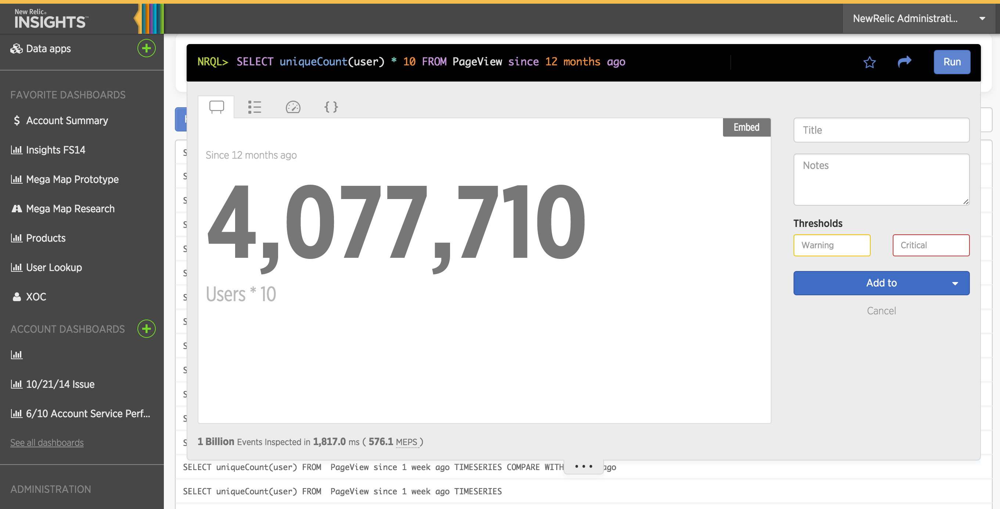 New Relic®
INSIGHTS™
NewRelic Administrati...
Data apps
FAVORITE DASHBOARDS
$ Account Summary
Insights FS14
Mega Map Prototype
Mega Map Research
Products
User Lookup
XOC
ACCOUNT DASHBOARDS
10/21/14 Issue
6/10 Account Service Perf...
See all dashboards
ADMINISTRATION
NRQL> SELECT uniqueCount(user) * 10 FROM PageView since 12 months ago
Run
{ }
Embed
Since 12 months ago
4,077,710
Users * 10
Title
Notes
Thresholds
Warning
Critical
Add to
Cancel
1 Billion Events Inspected in 1,817.0 ms ( 576.1 MEPS )
SELECT uniqueCount(user) FROM  PageView since 1 week ago TIMESERIES COMPARE WITH ago
SELECT uniqueCount(user) FROM  PageView since 1 week ago TIMESERIES